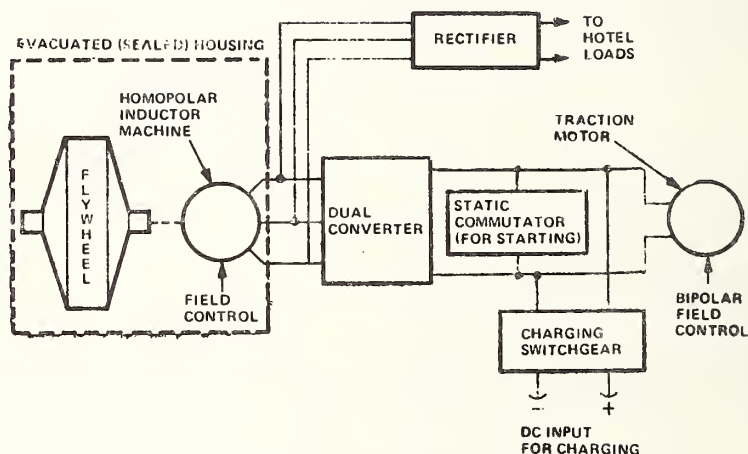 EVACUATED (SEALED) HOUSING
HOMOPOLAR
INDUCTOR
MACHINE
FLYWHEEL
FIELD
CONTROL
RECTIFIER
TO
HOTEL
LOADS
DUAL
CONVERTER
STATIC
COMMUTATOR
(FOR STARTING)
TRACTION
MOTOR
BIPOLAR
FIELD
CONTROL
CHARGING
SWITCHGEAR
- +
DC INPUT
FOR CHARGING